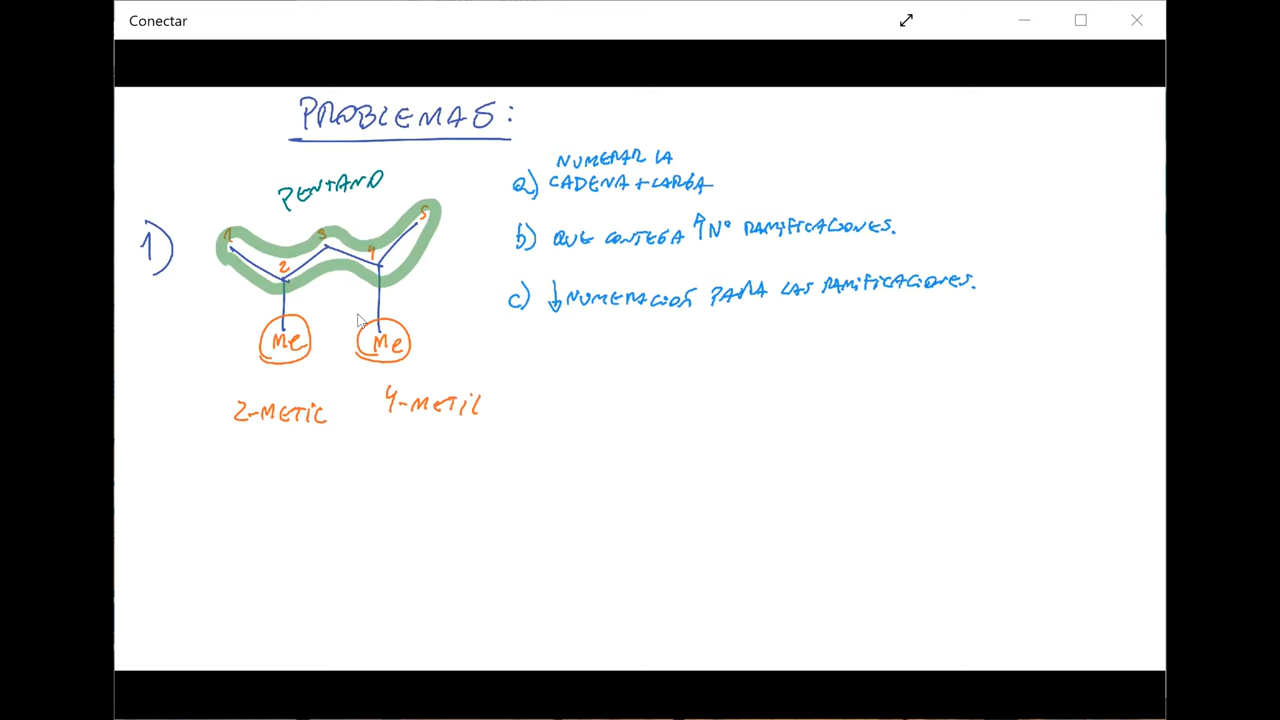 Conectar
PROBLEMAS:
PENTANO
NUMERAR LA
a) CADENA + LARGA
b) QUE CONTEGA ↑ Nº RAMIFICACIONES.
c) ↓ NUMERACION PARA LAS RAMIFICACIONES.
1)
1 2 3 4 5
Me Me
2-METIL 4-METIL